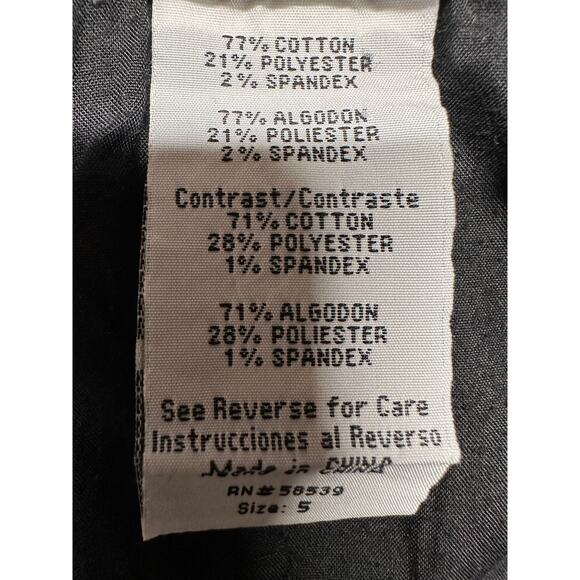 77% COTTON
21% POLYESTER
2% SPANDEX
77% ALGODON
21% POLIESTER
2% SPANDEX
Contrast/Contraste
71% COTTON
28% POLYESTER
1% SPANDEX
71% ALGODON
28% POLIESTER
1% SPANDEX
See Reverse for Care
Instrucciones al Reverso
Made in CHINA
RN# 58539
Size: 5